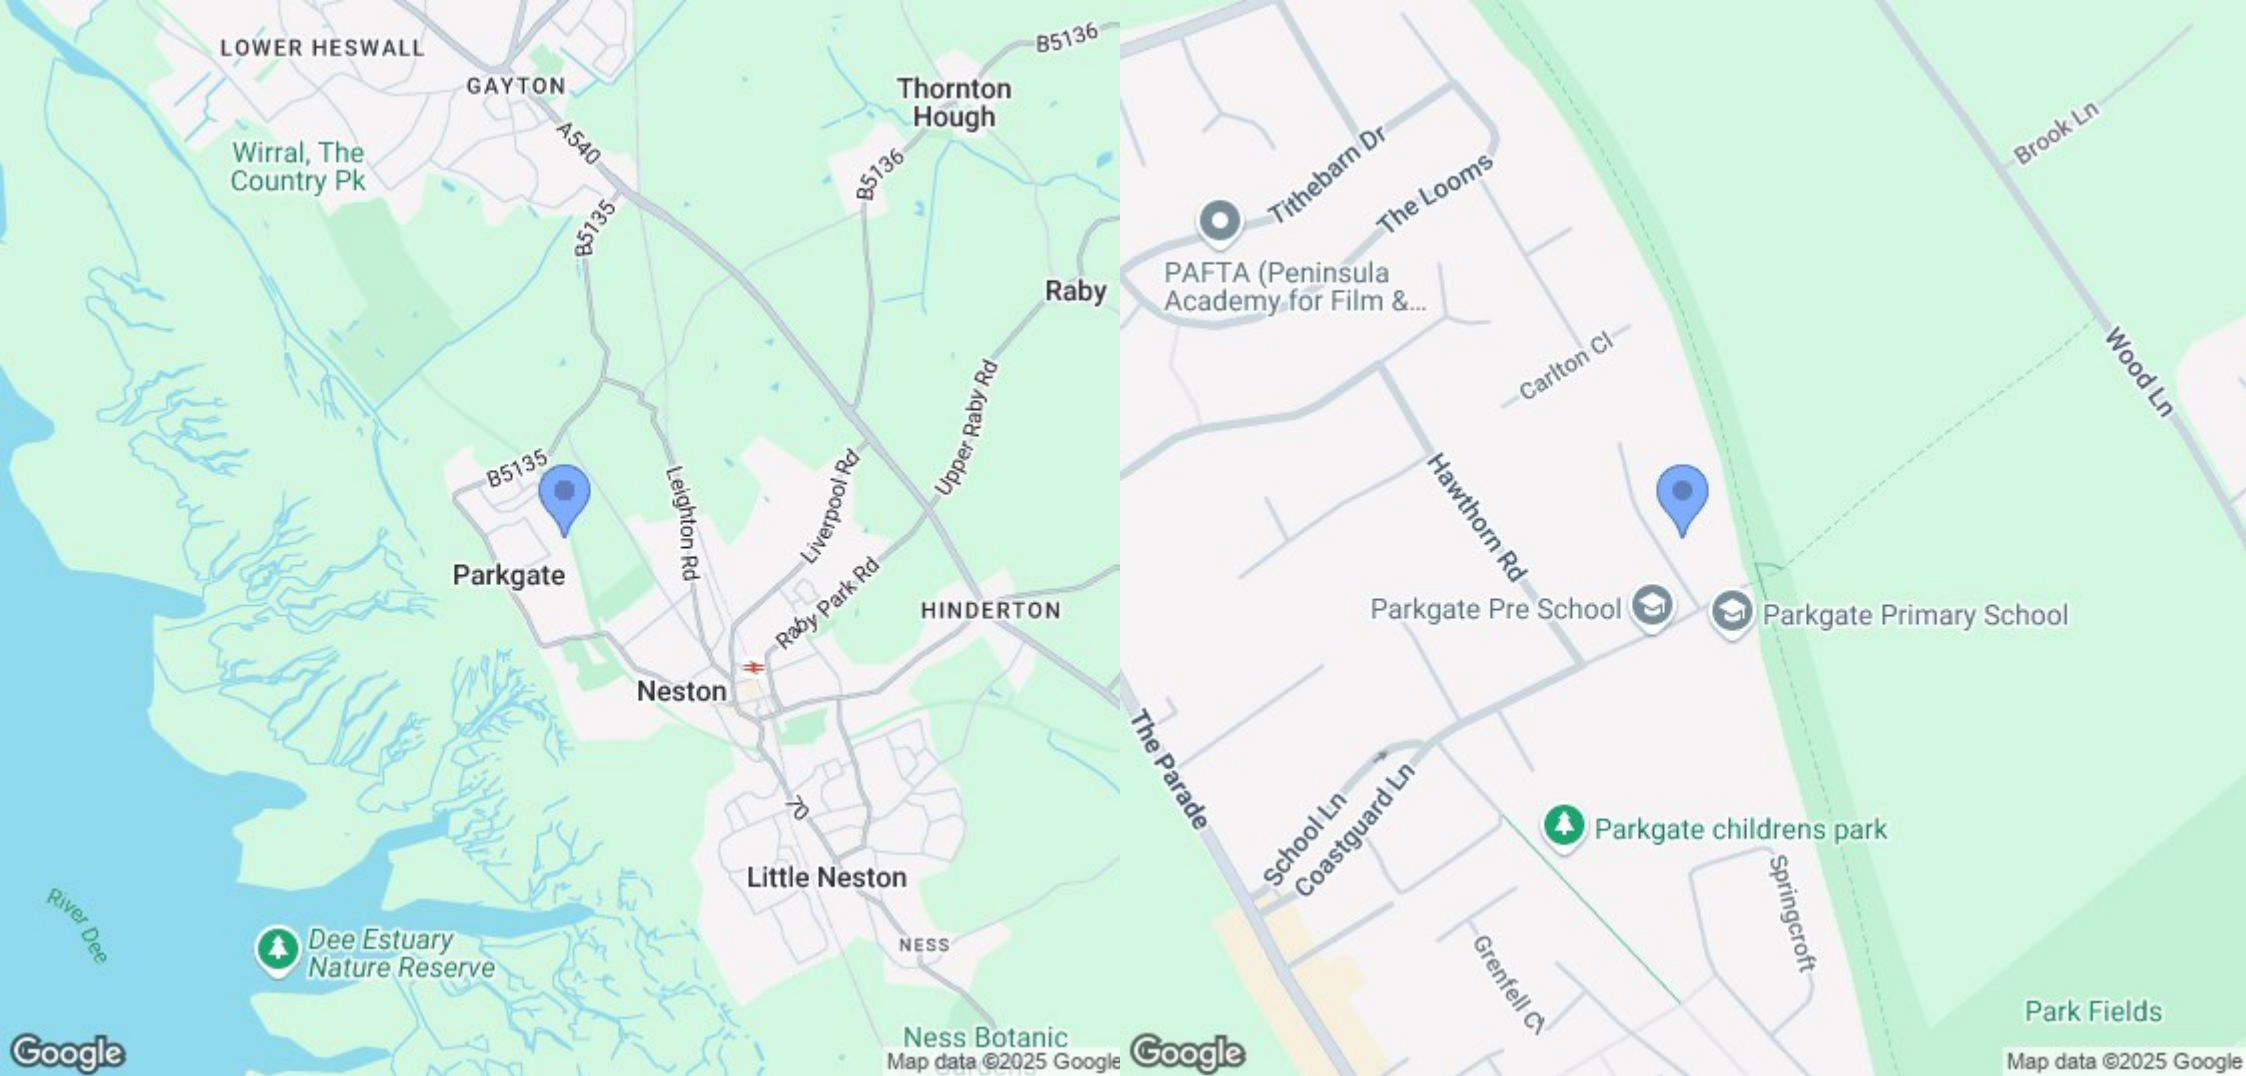 LOWER HESWALL
GAYTON
A540
B5136
Thornton
Hough
B5136
Wirral, The
Country Pk
B5135
Raby
Upper Raby Rd
B5135
Leighton Rd
Liverpool Rd
Parkgate
Raby Park Rd
HINDERTON
Neston
70
Little Neston
River Dee
Dee Estuary
Nature Reserve
NESS
Ness Botanic
Gardens
Google
Map data ©2025 Google
Brook Ln
Tithebarn Dr
The Looms
PAFTA (Peninsula
Academy for Film &...
Carlton Cl
Wood Ln
Hawthorn Rd
Parkgate Pre School
Parkgate Primary School
The Parade
School Ln
Coastguard Ln
Parkgate childrens park
Springcroft
Grenfell Cl
Park Fields
Google
Map data ©2025 Google